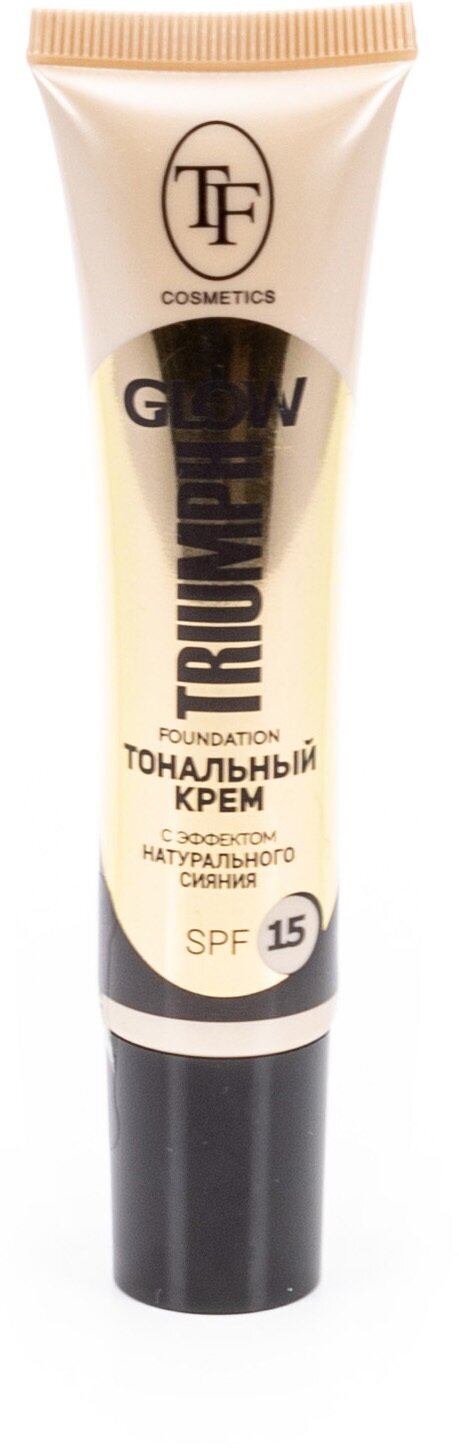 TF
COSMETICS
GLOW
TRIUMPH
FOUNDATION
ТОНАЛЬНЫЙ
КРЕМ
С ЭФФЕКТОМ
НАТУРАЛЬНОГО
СИЯНИЯ
SPF 15